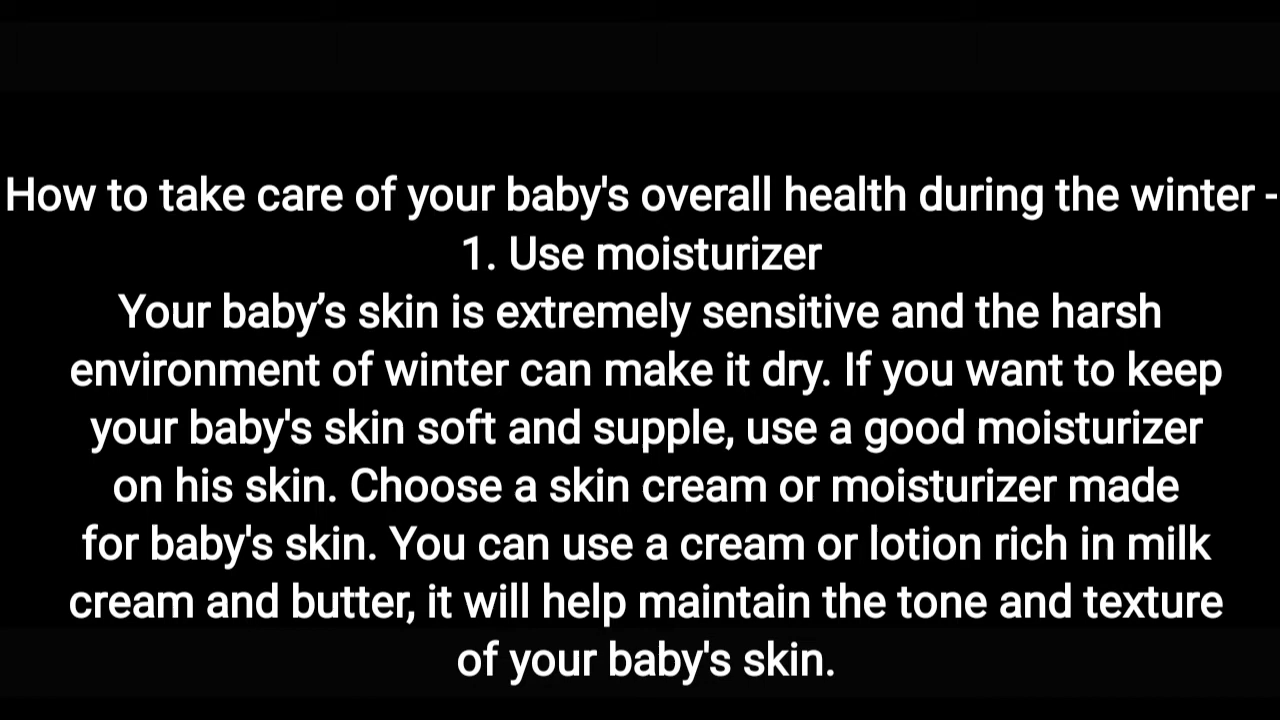 How to take care of your baby's overall health during the winter -
1. Use moisturizer
Your baby’s skin is extremely sensitive and the harsh
environment of winter can make it dry. If you want to keep
your baby's skin soft and supple, use a good moisturizer
on his skin. Choose a skin cream or moisturizer made
for baby's skin. You can use a cream or lotion rich in milk
cream and butter, it will help maintain the tone and texture
of your baby's skin.